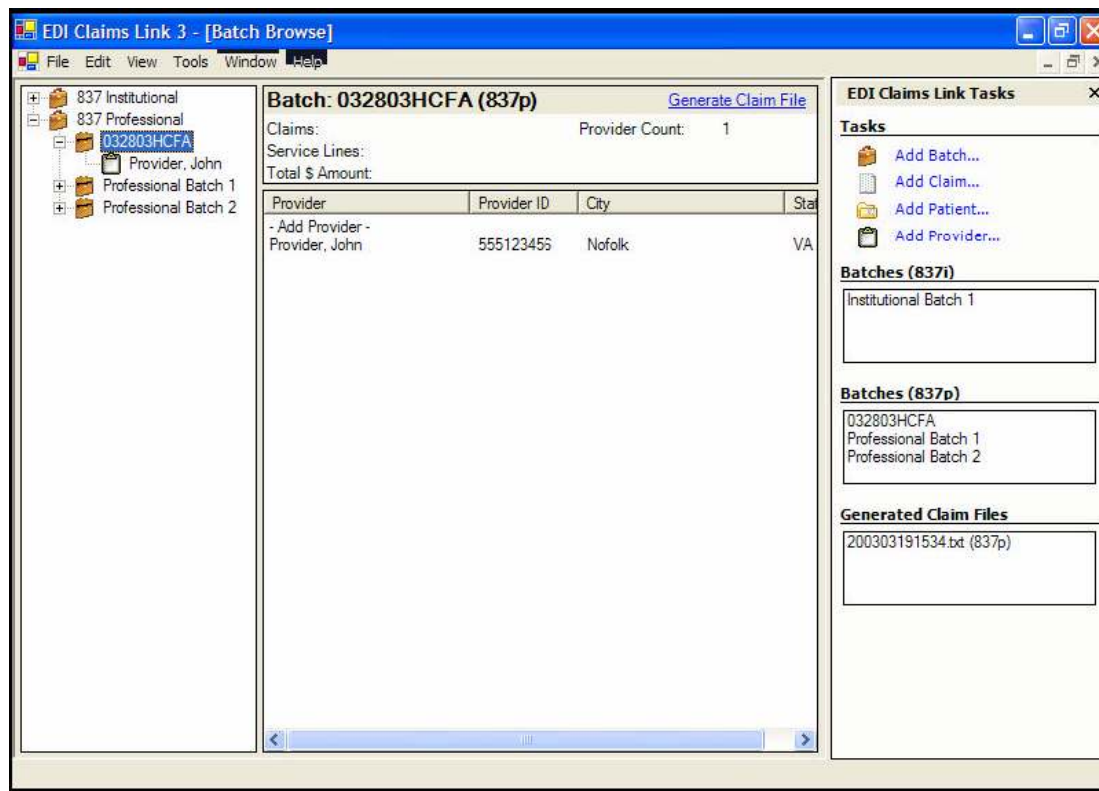 EDI Claims Link 3 - [Batch Browse]
File Edit View Tools Window Help
837 Institutional
837 Professional
032803HCFA
Provider, John
Professional Batch 1
Professional Batch 2
Batch: 032803HCFA (837p) Generate Claim File
Claims: Provider Count: 1
Service Lines:
Total $ Amount:
Provider Provider ID City Stat
- Add Provider -
Provider, John 555123456 Nofolk VA
EDI Claims Link Tasks
Tasks
Add Batch...
Add Claim...
Add Patient...
Add Provider...
Batches (837i)
Institutional Batch 1
Batches (837p)
032803HCFA
Professional Batch 1
Professional Batch 2
Generated Claim Files
200303191534.txt (837p)